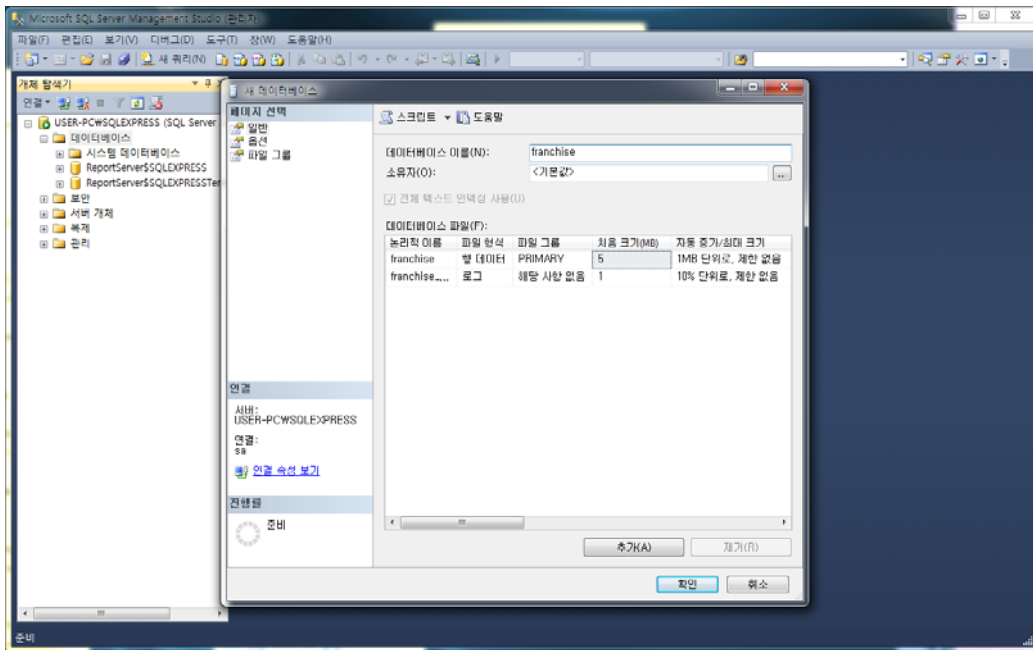 Microsoft SQL Server Management Studio (관리자)
파일(F) 편집(E) 보기(V) 디버그(D) 도구(T) 창(W) 도움말(H)
새 쿼리(N)
개체 탐색기
연결
USER-PC₩SQLEXPRESS (SQL Server
데이터베이스
시스템 데이터베이스
ReportServer$SQLEXPRESS
ReportServer$SQLEXPRESSTer
보안
서버 개체
복제
관리
새 데이터베이스
페이지 선택
일반
옵션
파일 그룹
연결
서버:
USER-PC₩SQLEXPRESS
연결:
sa
연결 속성 보기
진행률
준비
스크립트 도움말
데이터베이스 이름(N): franchise
소유자(O): <기본값> ...
전체 텍스트 인덱싱 사용(U)
데이터베이스 파일(F):
논리적 이름 파일 형식 파일 그룹 처음 크기(MB) 자동 증가/최대 크기
franchise 행 데이터 PRIMARY 5 1MB 단위로, 제한 없음
franchise_... 로그 해당 사항 없음 1 10% 단위로, 제한 없음
추가(A) 제거(R)
확인 취소
준비